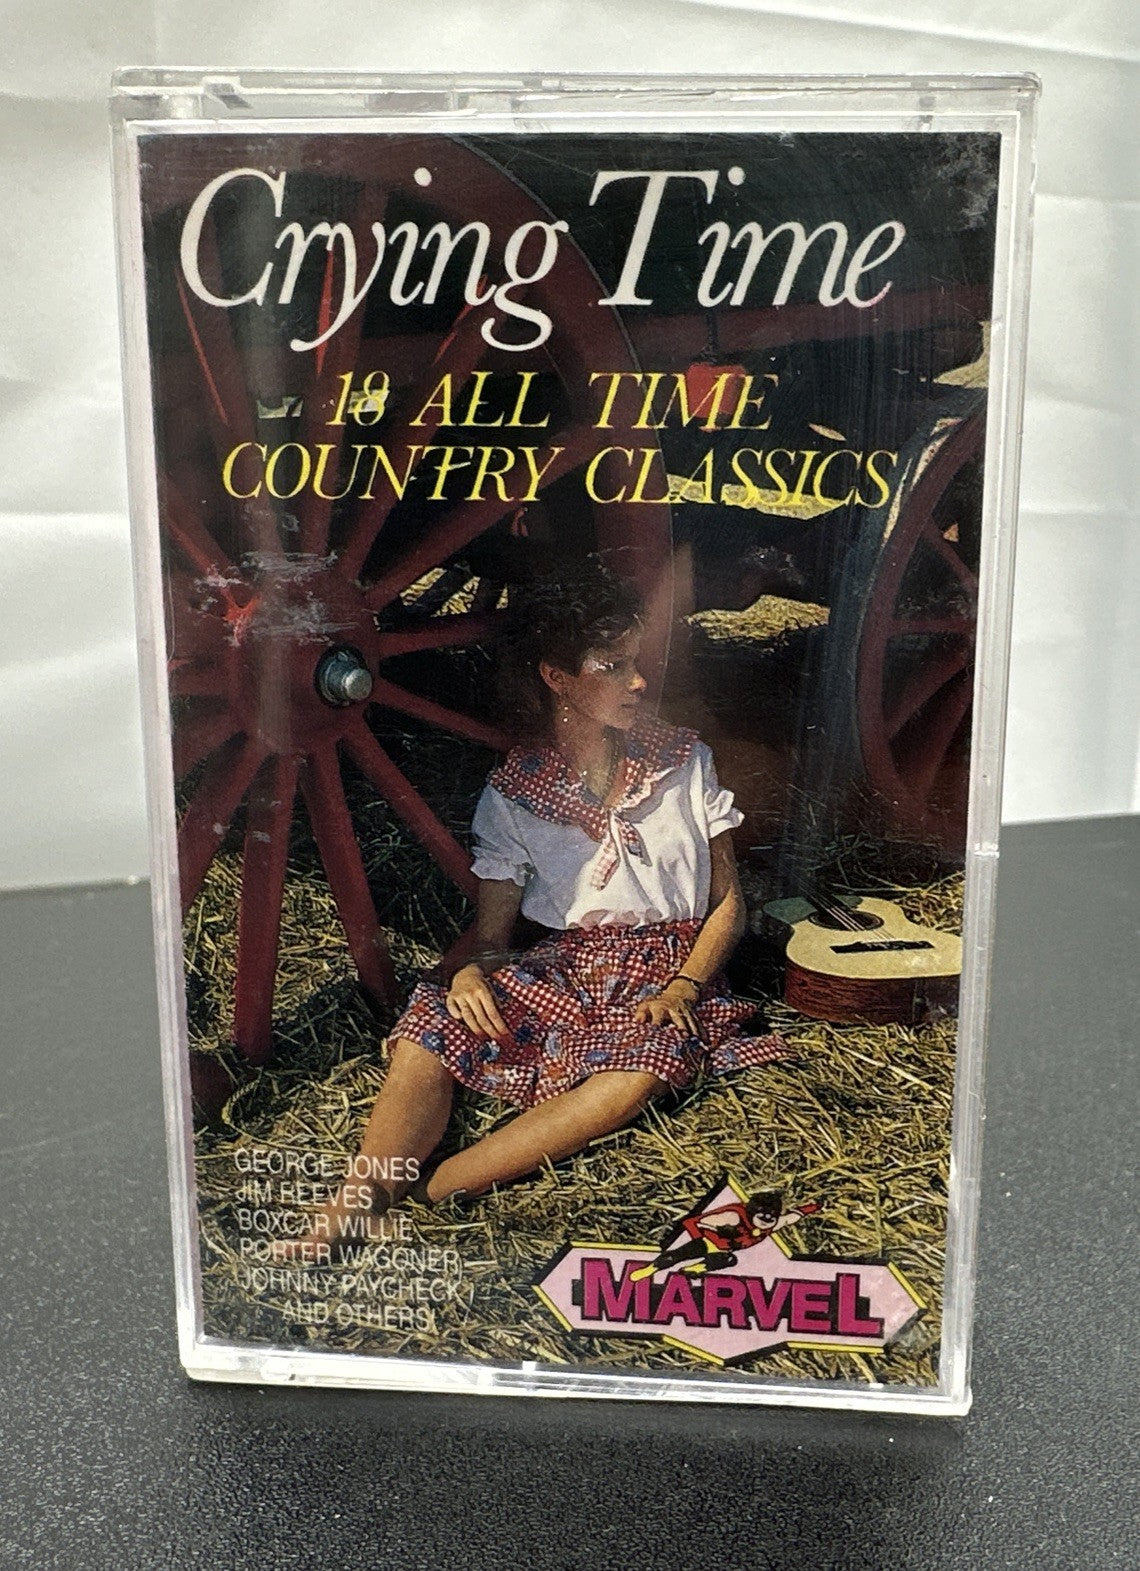 Crying Time
18 ALL TIME
COUNTRY CLASSICS
GEORGE JONES
JIM REEVES
BOXCAR WILLIE
PORTER WAGONER
JOHNNY PAYCHECK
AND OTHERS
MARVEL